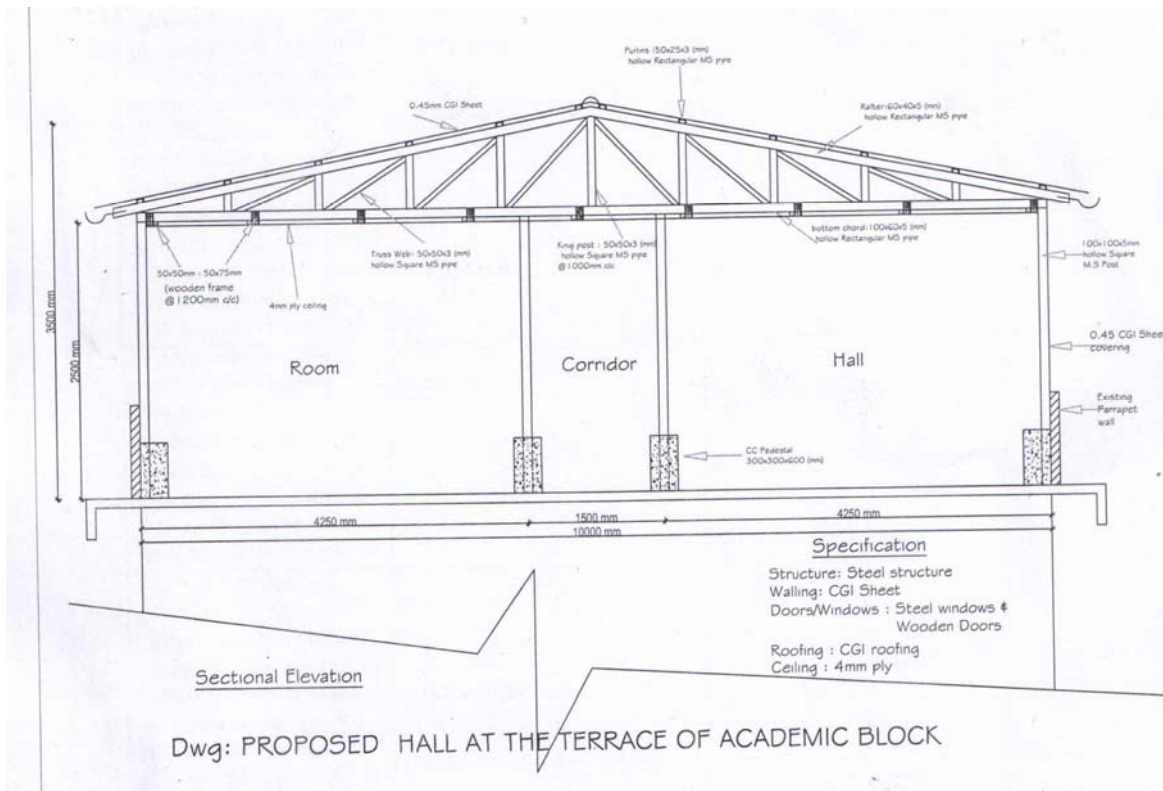 Purlins :50x25x3 (mm)
hollow Rectangular MS pipe
0.45mm CGI Sheet
Rafter:60x40x5 (mm)
hollow Rectangular MS pipe
3500 mm
2500 mm
50x50mm : 50x75mm
(wooden frame
@1200mm c/c)
4mm ply ceiling
Truss Web: 50x50x3 (mm)
hollow Square MS pipe
King post : 50x50x3 (mm)
hollow Square MS pipe
@1000mm c/c
bottom chord:100x60x5 (mm)
hollow Rectangular MS pipe
100x100x5mm
hollow Square
M.S Post
0.45 CGI Sheet
covering
Existing
Parrapet
wall
Room
Corridor
Hall
CC Pedestal
300x300x600 (mm)
4250 mm
1500 mm
4250 mm
10000 mm
Specification
Structure: Steel structure
Walling: CGI Sheet
Doors/Windows : Steel windows &
Wooden Doors
Roofing : CGI roofing
Ceiling : 4mm ply
Sectional Elevation
Dwg: PROPOSED HALL AT THE TERRACE OF ACADEMIC BLOCK